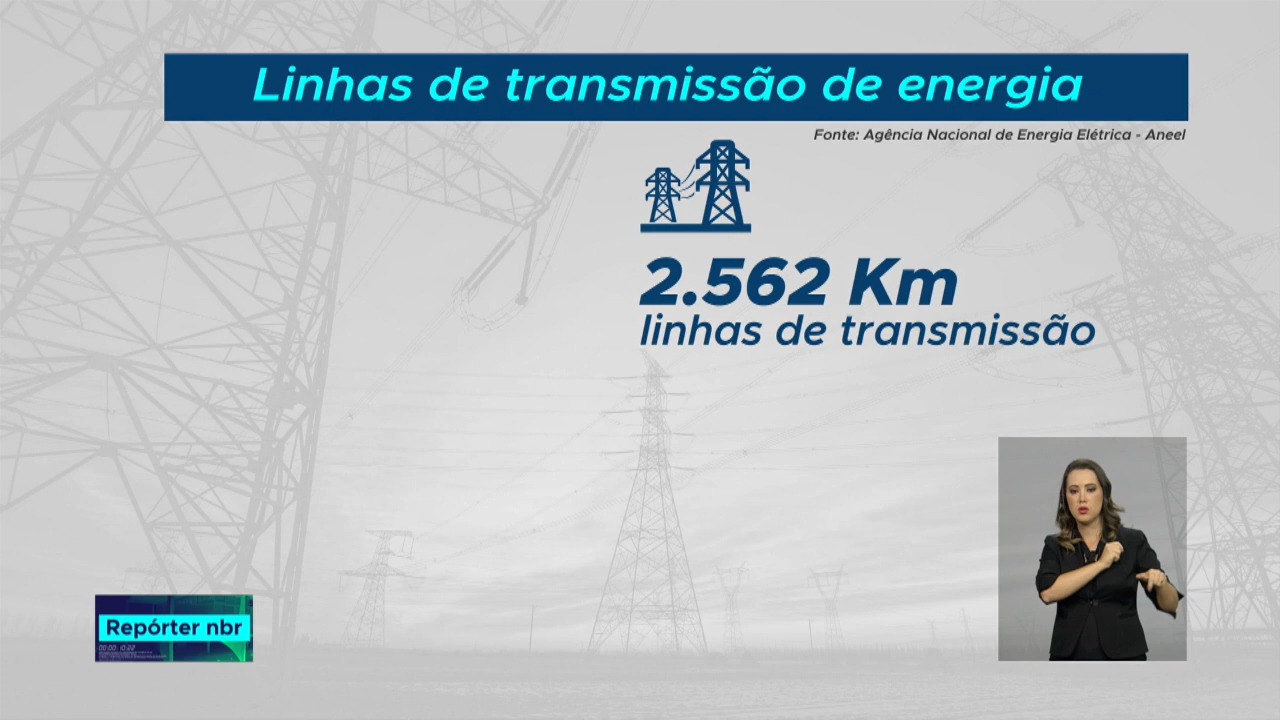 Linhas de transmissão de energia
Fonte: Agência Nacional de Energia Elétrica - Aneel
2.562 Km
linhas de transmissão
Repórter nbr